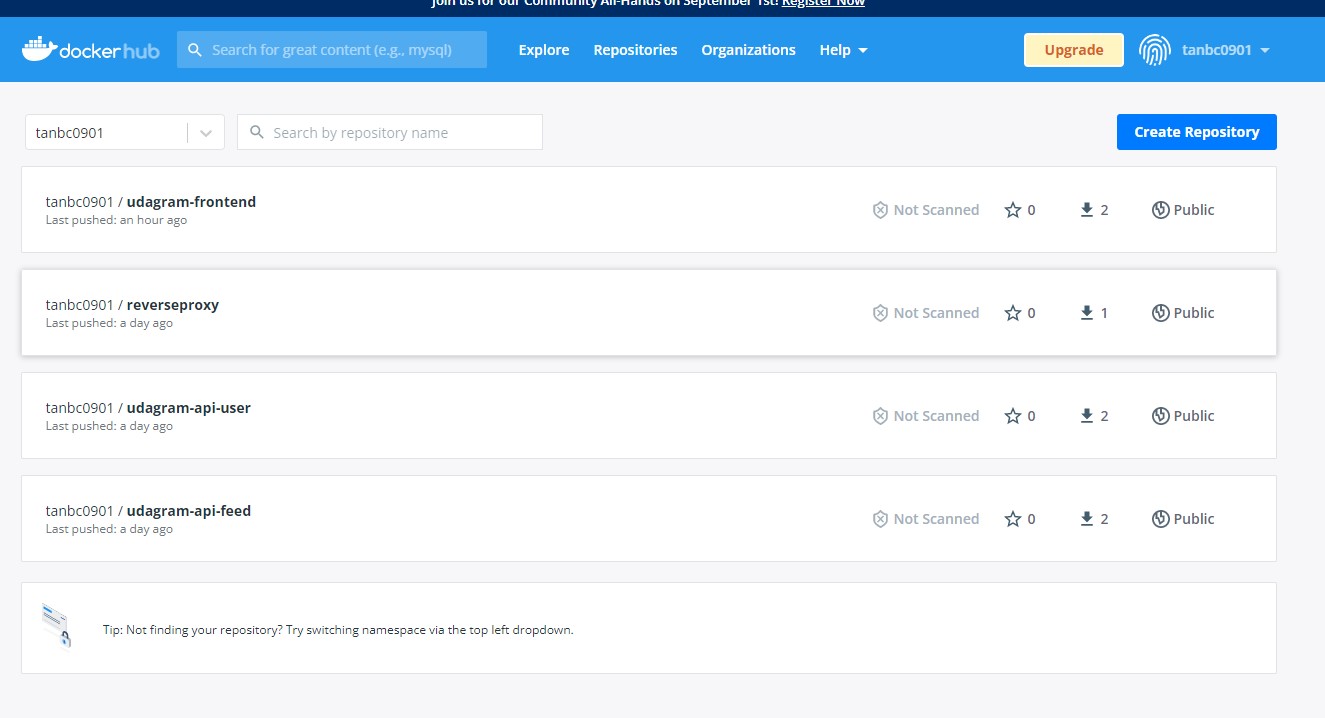 Join us for our Community All-Hands on September 1st! Register Now
dockerhub Search for great content (e.g., mysql) Explore Repositories Organizations Help Upgrade tanbc0901
tanbc0901 Search by repository name Create Repository
tanbc0901 / udagram-frontend
Last pushed: an hour ago
Not Scanned 0 2 Public
tanbc0901 / reverseproxy
Last pushed: a day ago
Not Scanned 0 1 Public
tanbc0901 / udagram-api-user
Last pushed: a day ago
Not Scanned 0 2 Public
tanbc0901 / udagram-api-feed
Last pushed: a day ago
Not Scanned 0 2 Public
Tip: Not finding your repository? Try switching namespace via the top left dropdown.